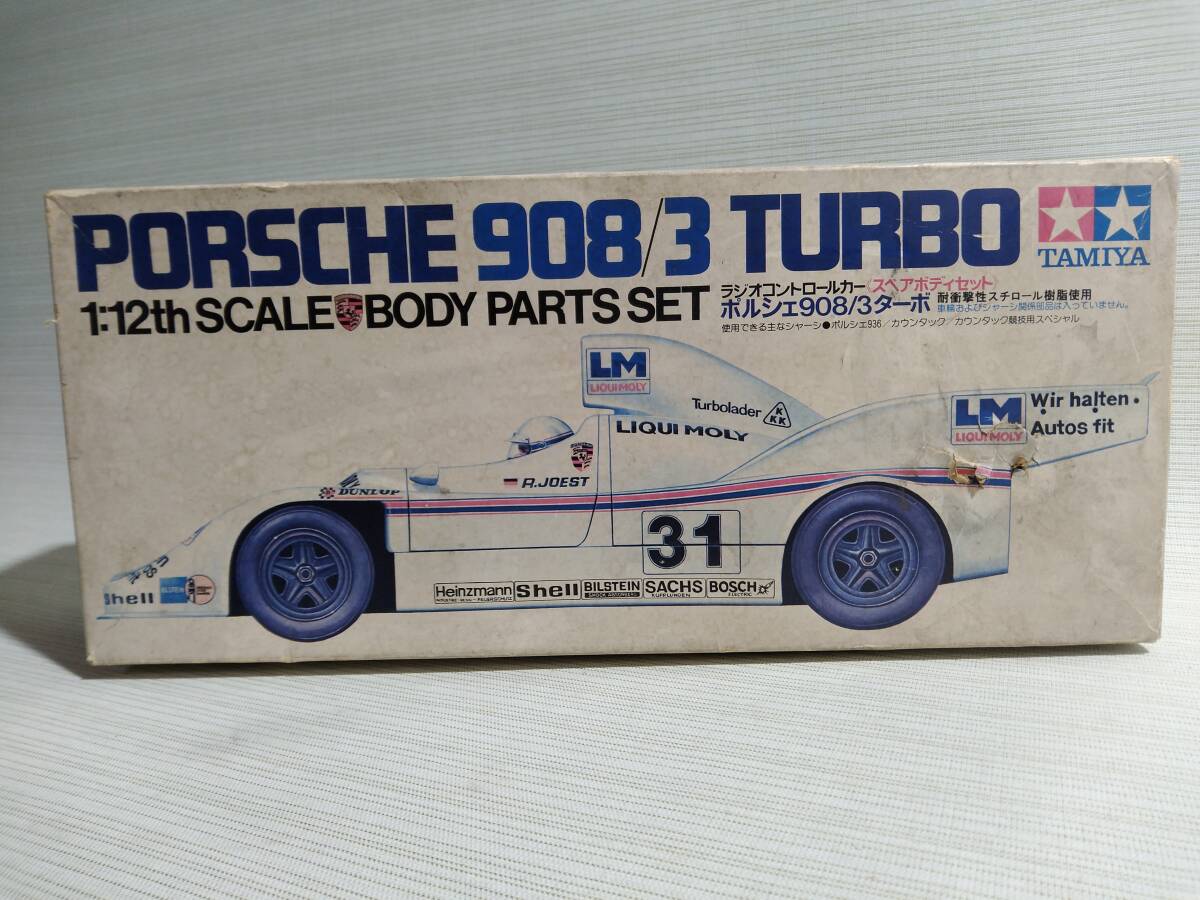 PORSCHE 908/3 TURBO
TAMIYA
1:12th SCALE BODY PARTS SET
ラジオコントロールカー《スペアボディセット》
ポルシェ908/3ターボ
耐衝撃性スチロール樹脂使用
車輪およびシャーシ関係部品は入っていません。
使用できる主なシャーシ●ポルシェ936/カウンタック/カウンタック競技用スペシャル
LM
LIQUI MOLY
Turbolader
K
KK
LIQUI MOLY
LM
LIQUI MOLY
Wir halten
Autos fit
R.JOEST
DUNLOP
31
Heinzmann
Shell
BILSTEIN
SACHS
KUPPLUNGEN
BOSCH
ELECTRIC
Shell
BILSTEIN